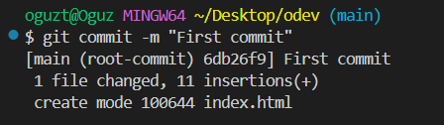 oguzt@Oguz MINGW64 ~/Desktop/odev (main)
$ git commit -m "First commit"
[main (root-commit) 6db26f9] First commit
1 file changed, 11 insertions(+)
create mode 100644 index.html